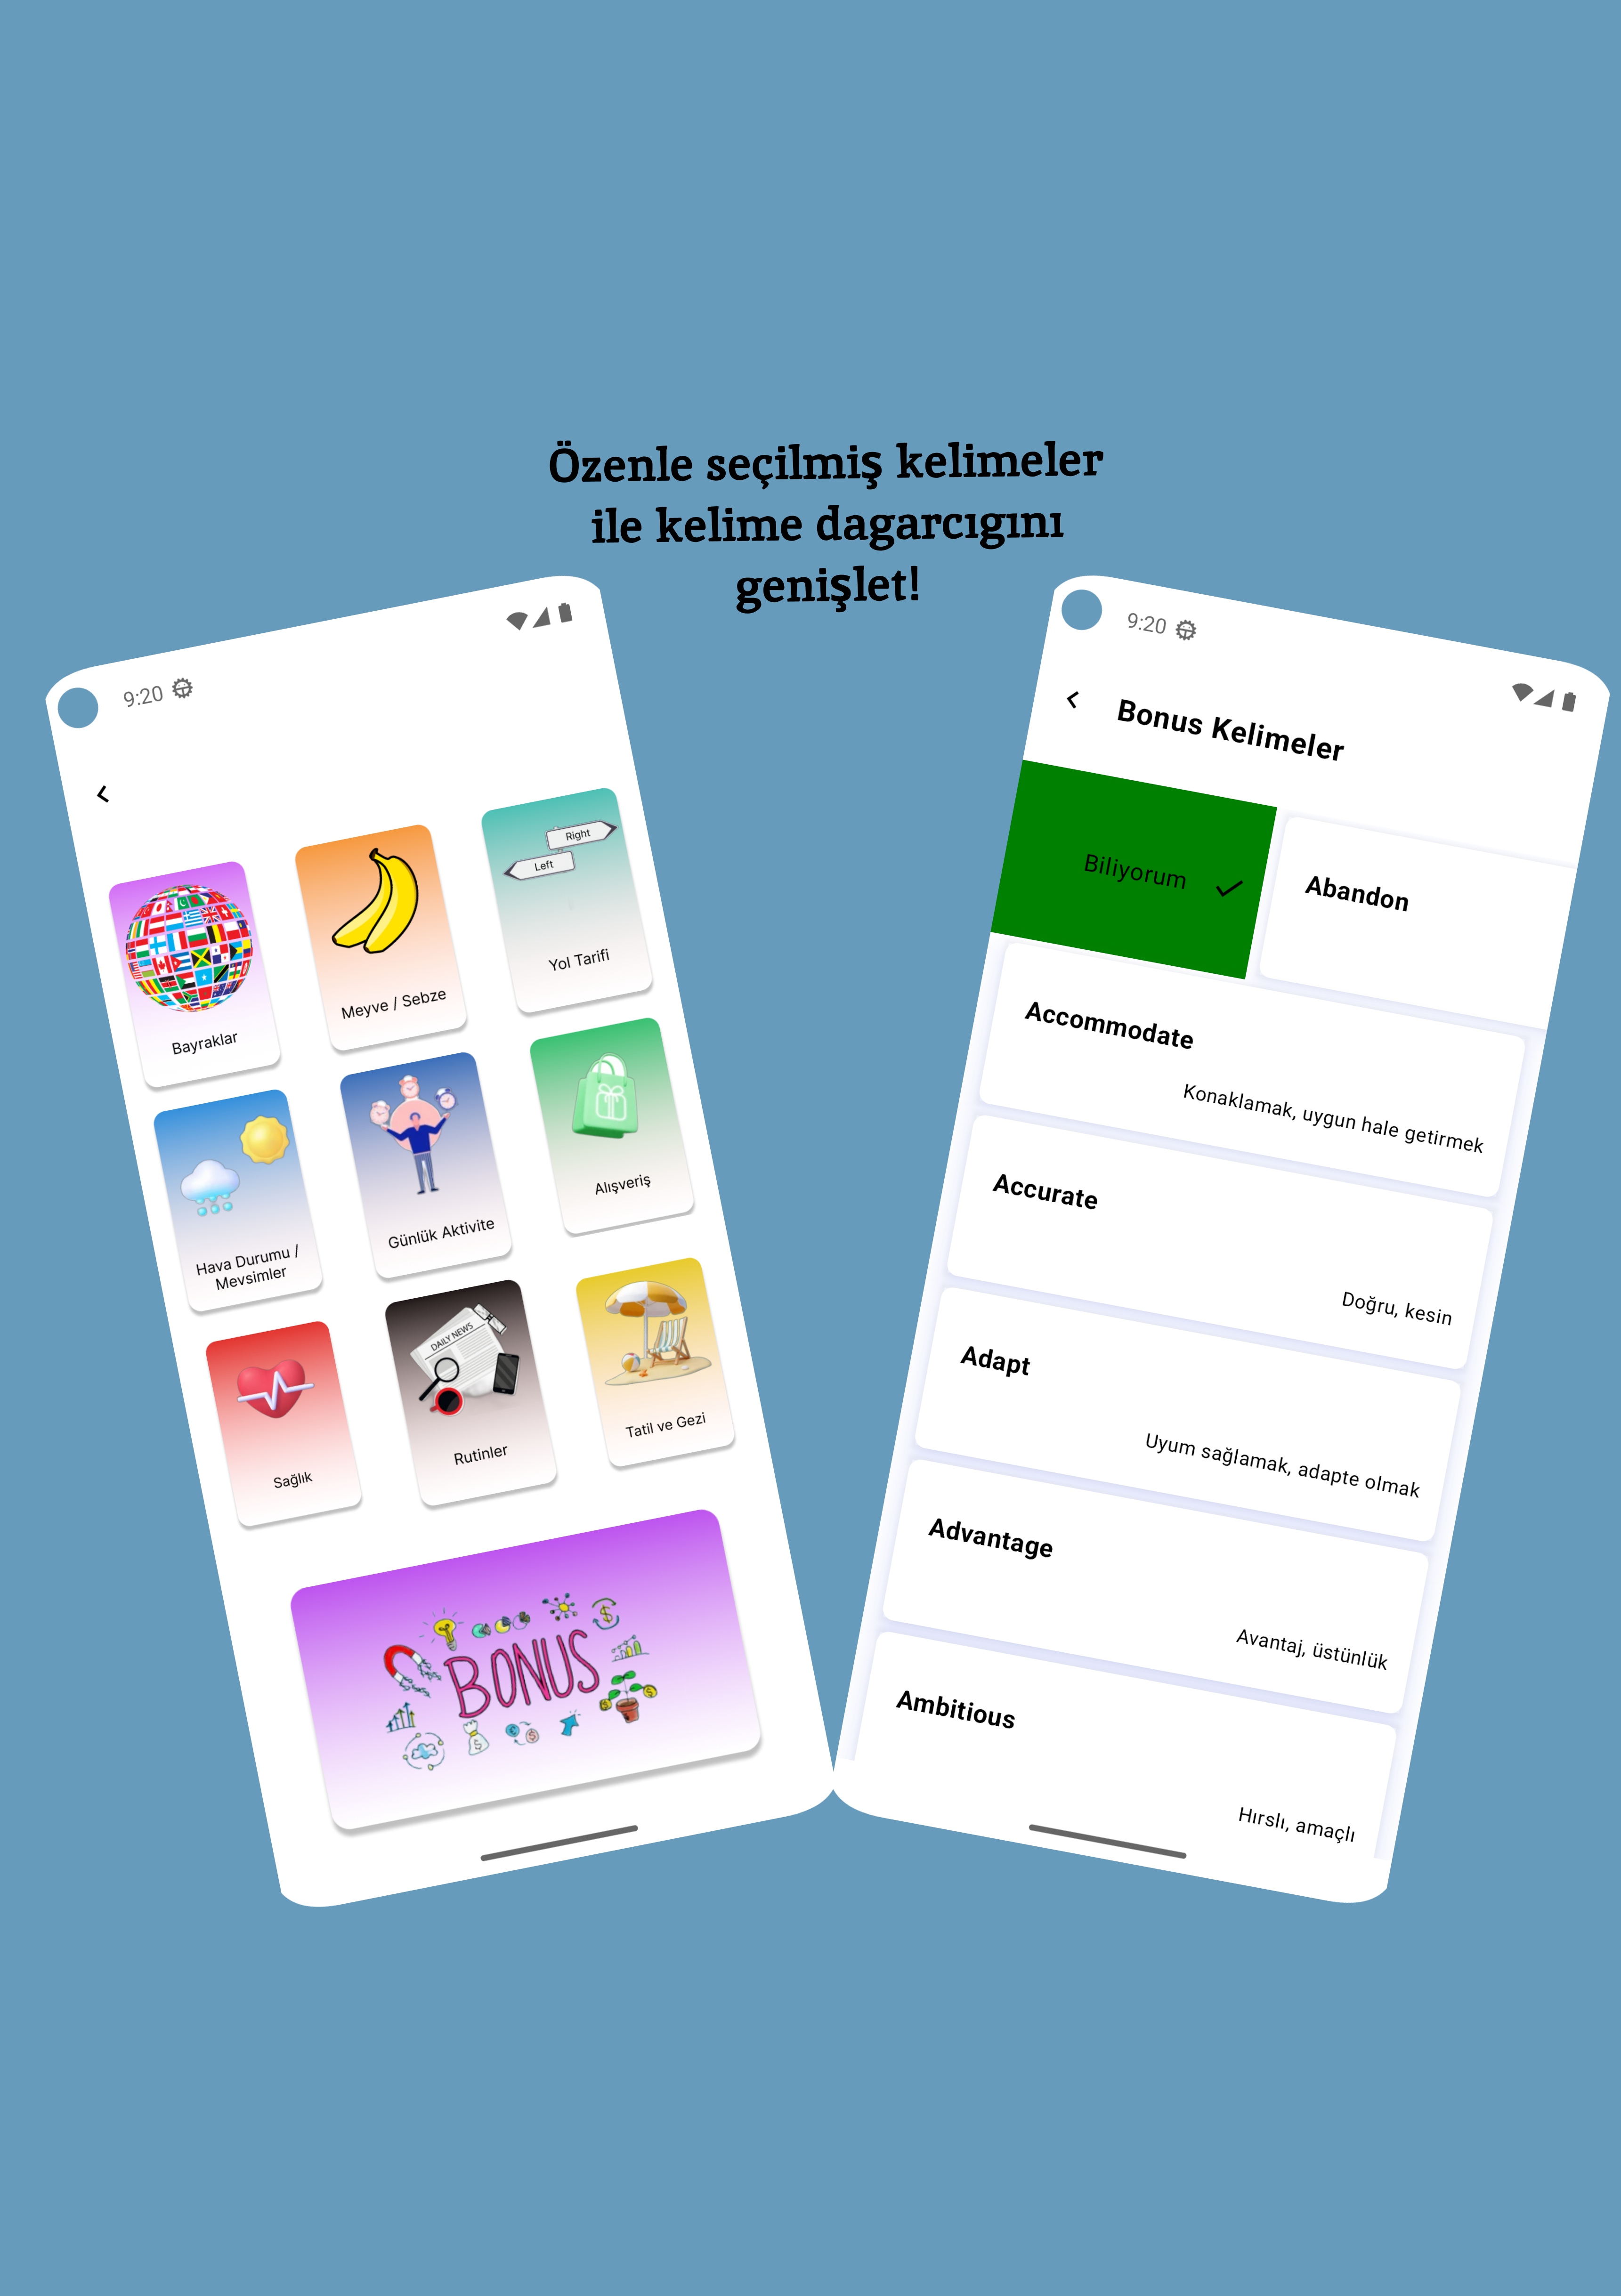 Özenle seçilmiş kelimeler
ile kelime dagarcıgını
genişlet!
9:20
Right
Left
Bayraklar
Meyve / Sebze
Yol Tarifi
Hava Durumu /
Mevsimler
Günlük Aktivite
Alışveriş
DAILY NEWS
Sağlık
Rutinler
Tatil ve Gezi
BONUS
9:20
Bonus Kelimeler
Biliyorum
Abandon
Accommodate
Konaklamak, uygun hale getirmek
Accurate
Doğru, kesin
Adapt
Uyum sağlamak, adapte olmak
Advantage
Avantaj, üstünlük
Ambitious
Hırslı, amaçlı